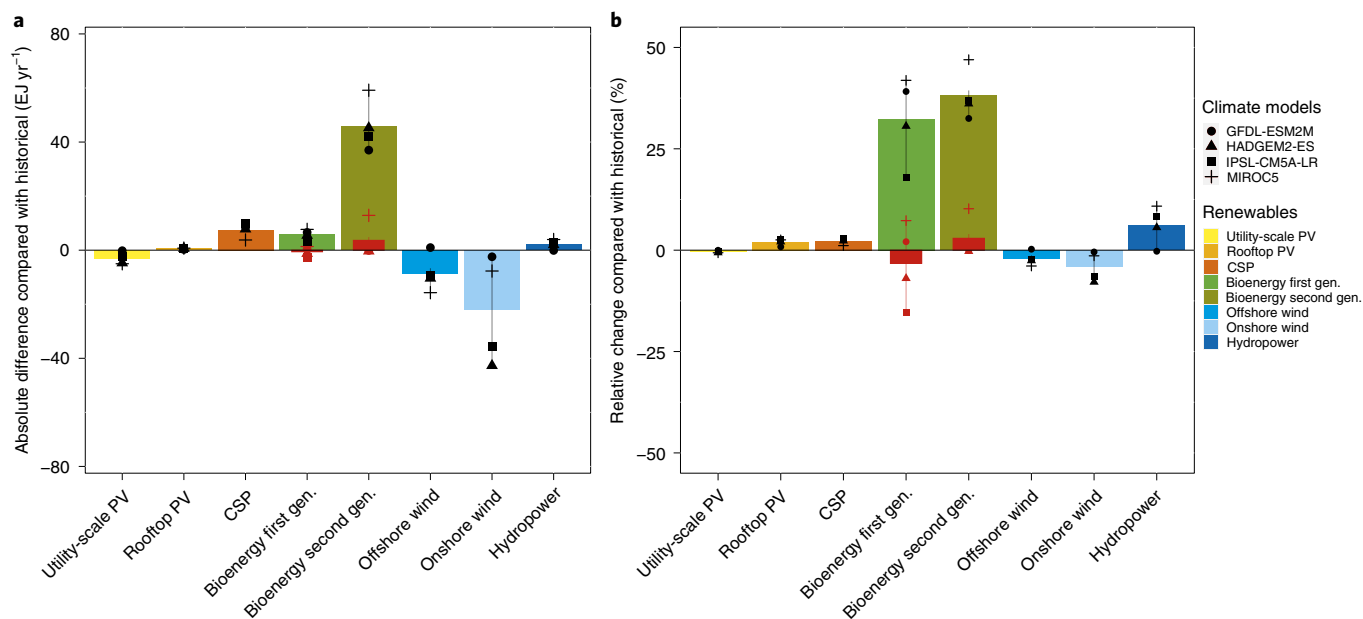 a
Absolute difference compared with historical (EJ yr⁻¹)
80
40
0
−40
−80
Utility-scale PV
Rooftop PV
CSP
Bioenergy first gen.
Bioenergy second gen.
Offshore wind
Onshore wind
Hydropower
b
Relative change compared with historical (%)
50
25
0
−25
−50
Utility-scale PV
Rooftop PV
CSP
Bioenergy first gen.
Bioenergy second gen.
Offshore wind
Onshore wind
Hydropower
Climate models
GFDL-ESM2M
HADGEM2-ES
IPSL-CM5A-LR
MIROC5
Renewables
Utility-scale PV
Rooftop PV
CSP
Bioenergy first gen.
Bioenergy second gen.
Offshore wind
Onshore wind
Hydropower